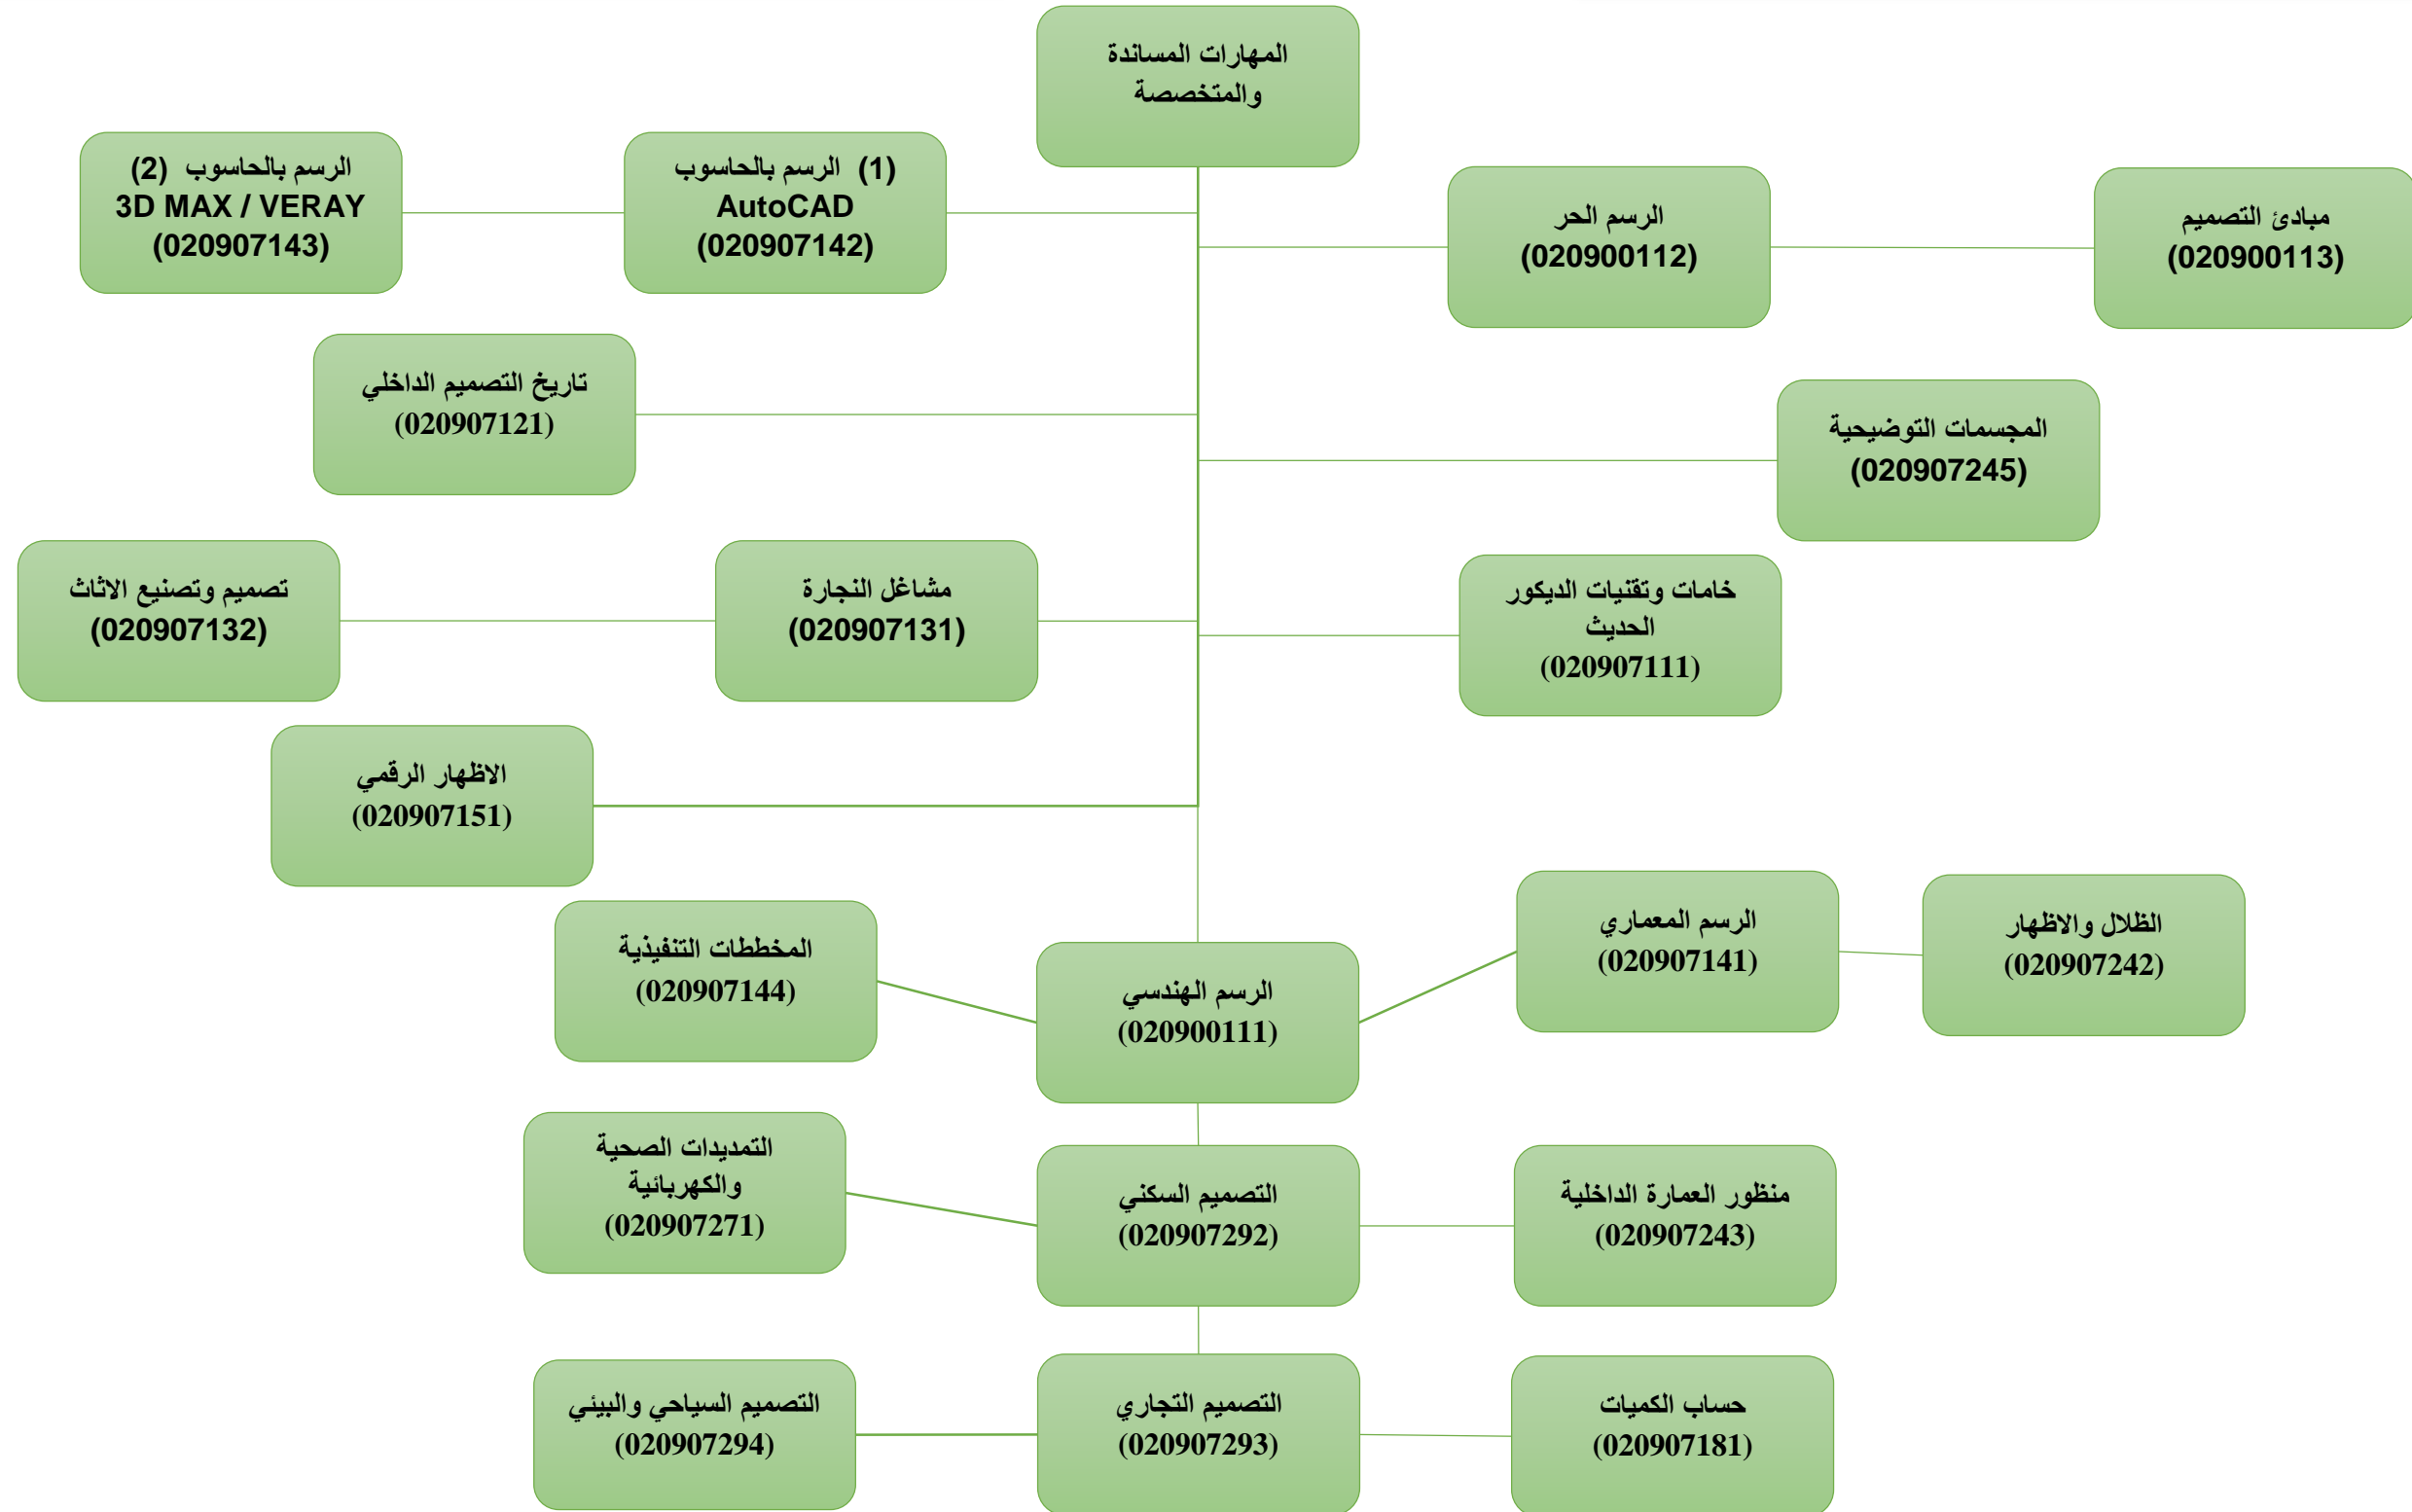 المهارات المساندة
والمتخصصة
مبادئ التصميم
(020900113)
الرسم الحر
(020900112)
(1) الرسم بالحاسوب
AutoCAD
(020907142)
الرسم بالحاسوب (2)
3D MAX / VERAY
(020907143)
المجسمات التوضيحية
(020907245)
تاريخ التصميم الداخلي
(020907121)
خامات وتقنيات الديكور
الحديث
(020907111)
مشاغل النجارة
(020907131)
تصميم وتصنيع الاثاث
(020907132)
الاظهار الرقمي
(020907151)
الظلال والاظهار
(020907242)
الرسم المعماري
(020907141)
الرسم الهندسي
(020900111)
المخططات التنفيذية
(020907144)
منظور العمارة الداخلية
(020907243)
التصميم السكني
(020907292)
التمديدات الصحية
والكهربائية
(020907271)
حساب الكميات
(020907181)
التصميم التجاري
(020907293)
التصميم السياحي والبيئي
(020907294)